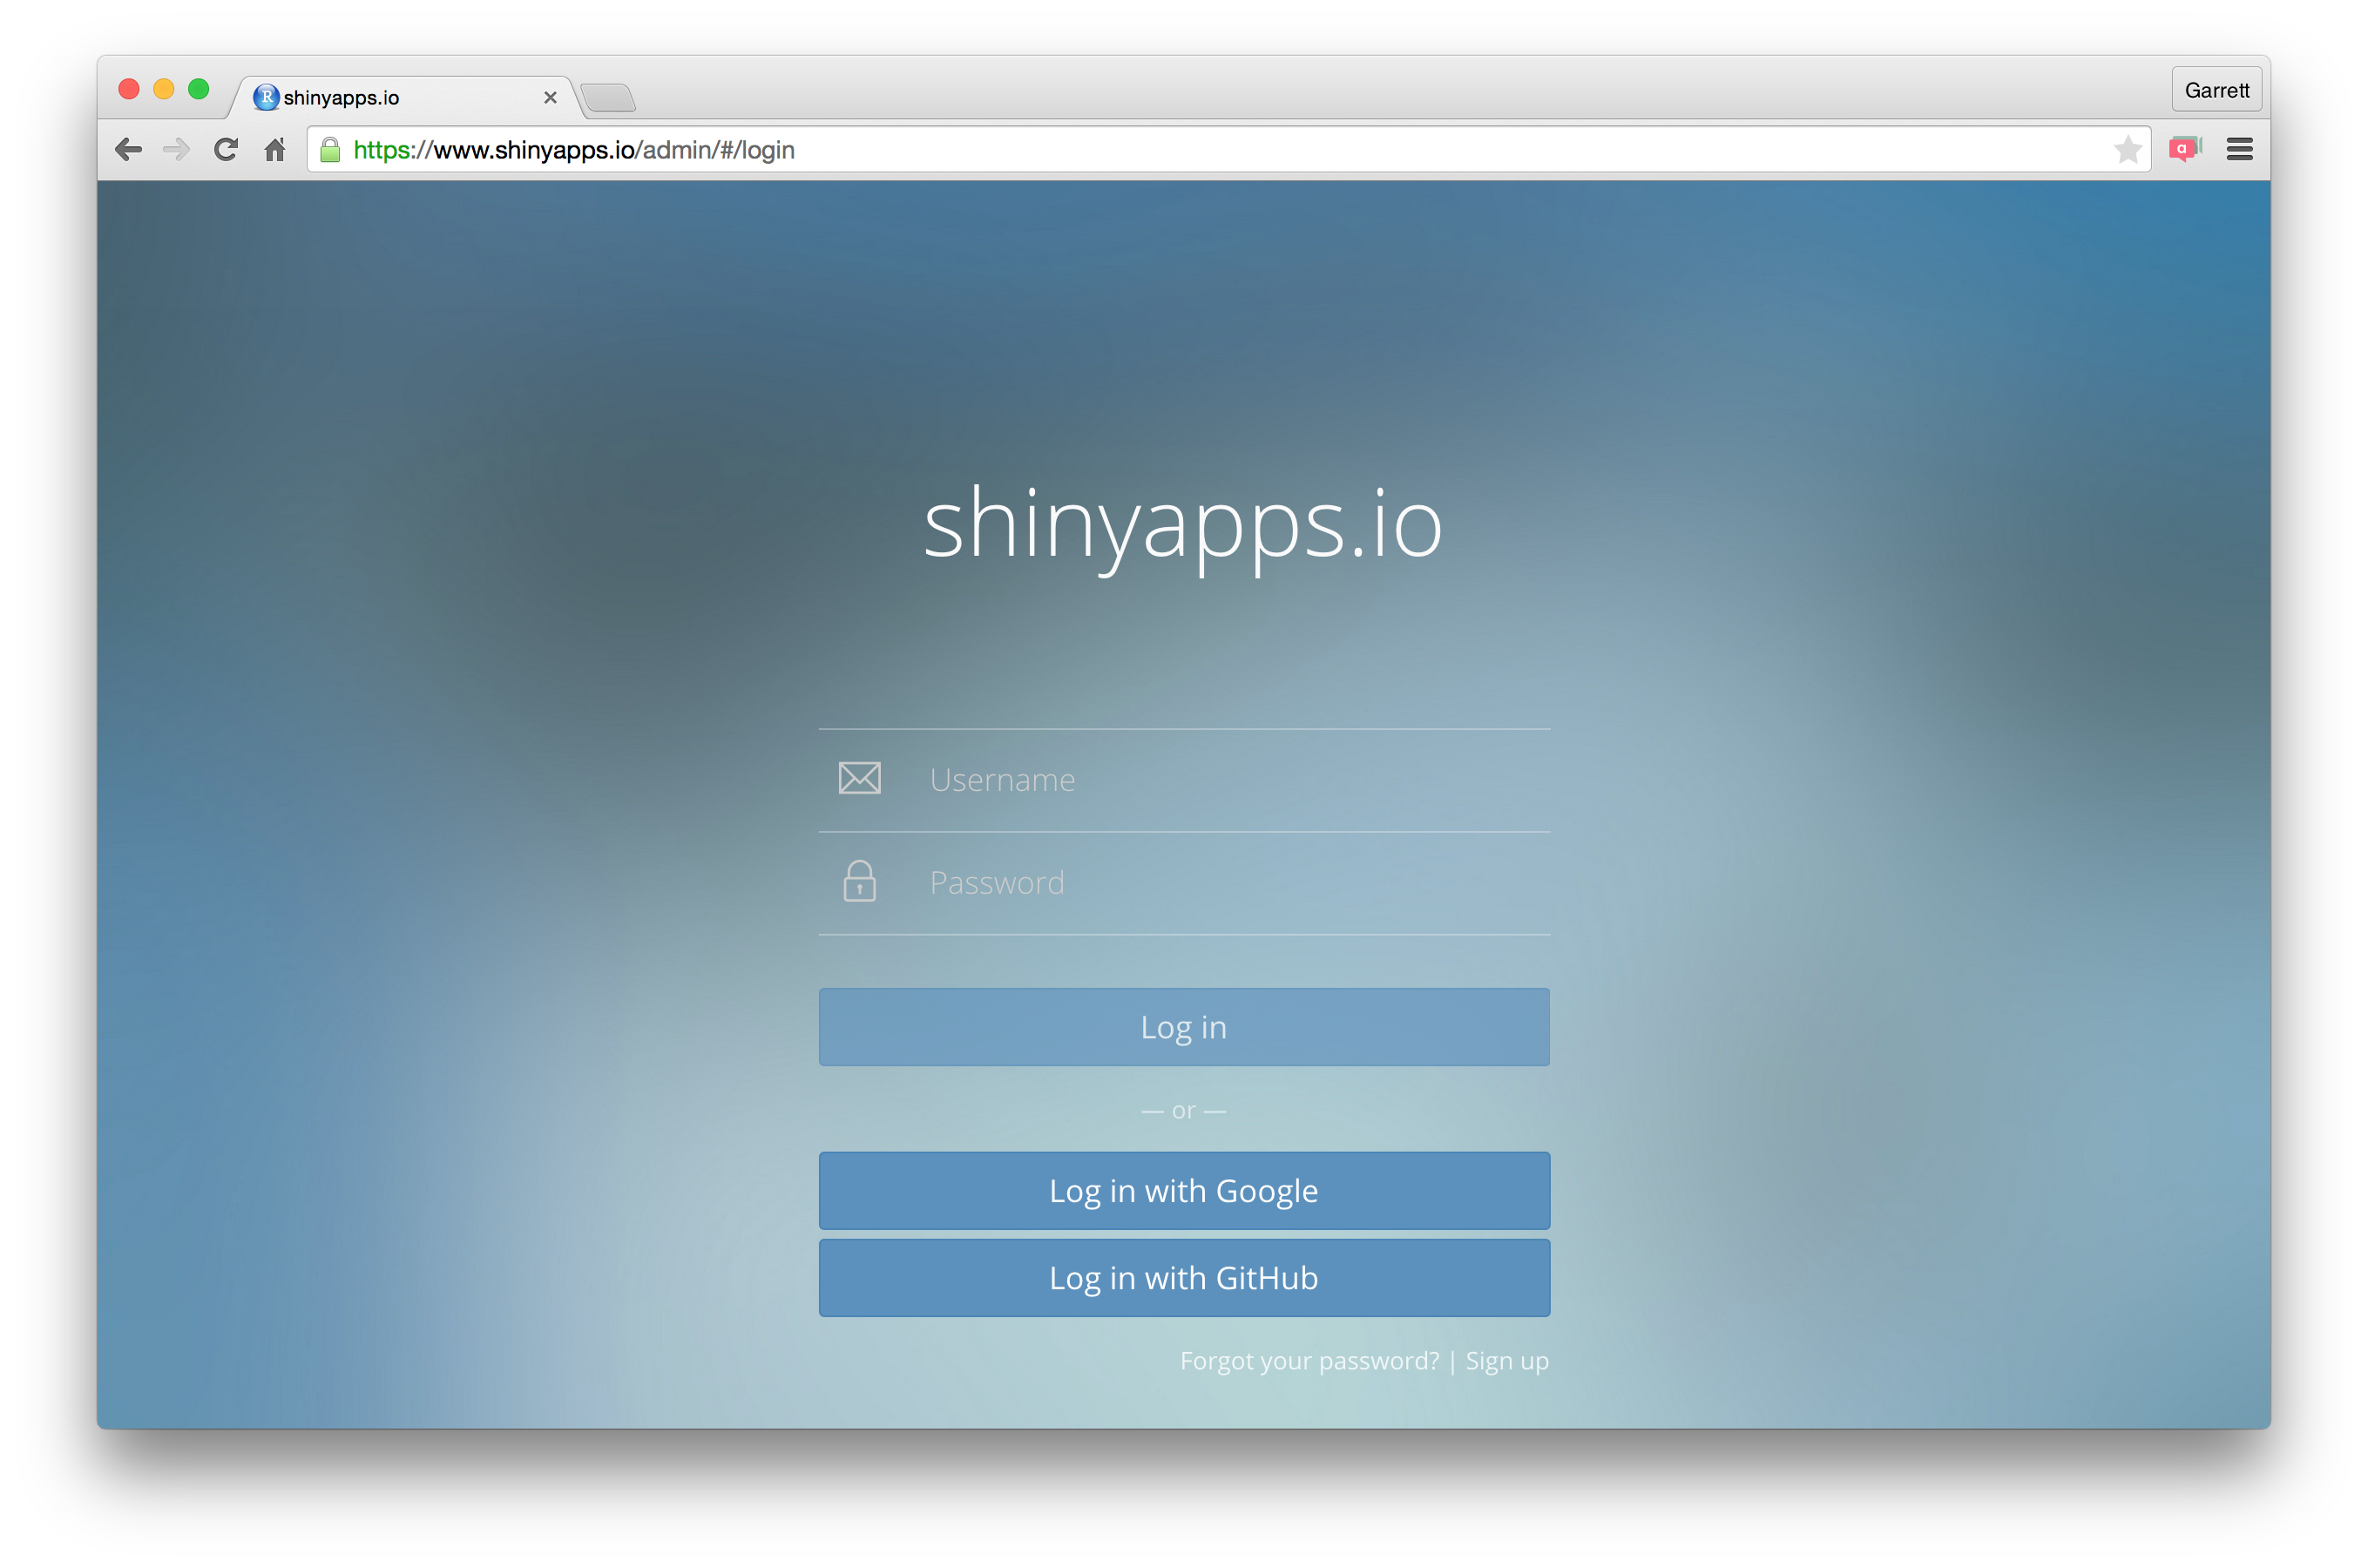 shinyapps.io
Garrett
https://www.shinyapps.io/admin/#/login
shinyapps.io
Username
Password
Log in
— or —
Log in with Google
Log in with GitHub
Forgot your password? | Sign up